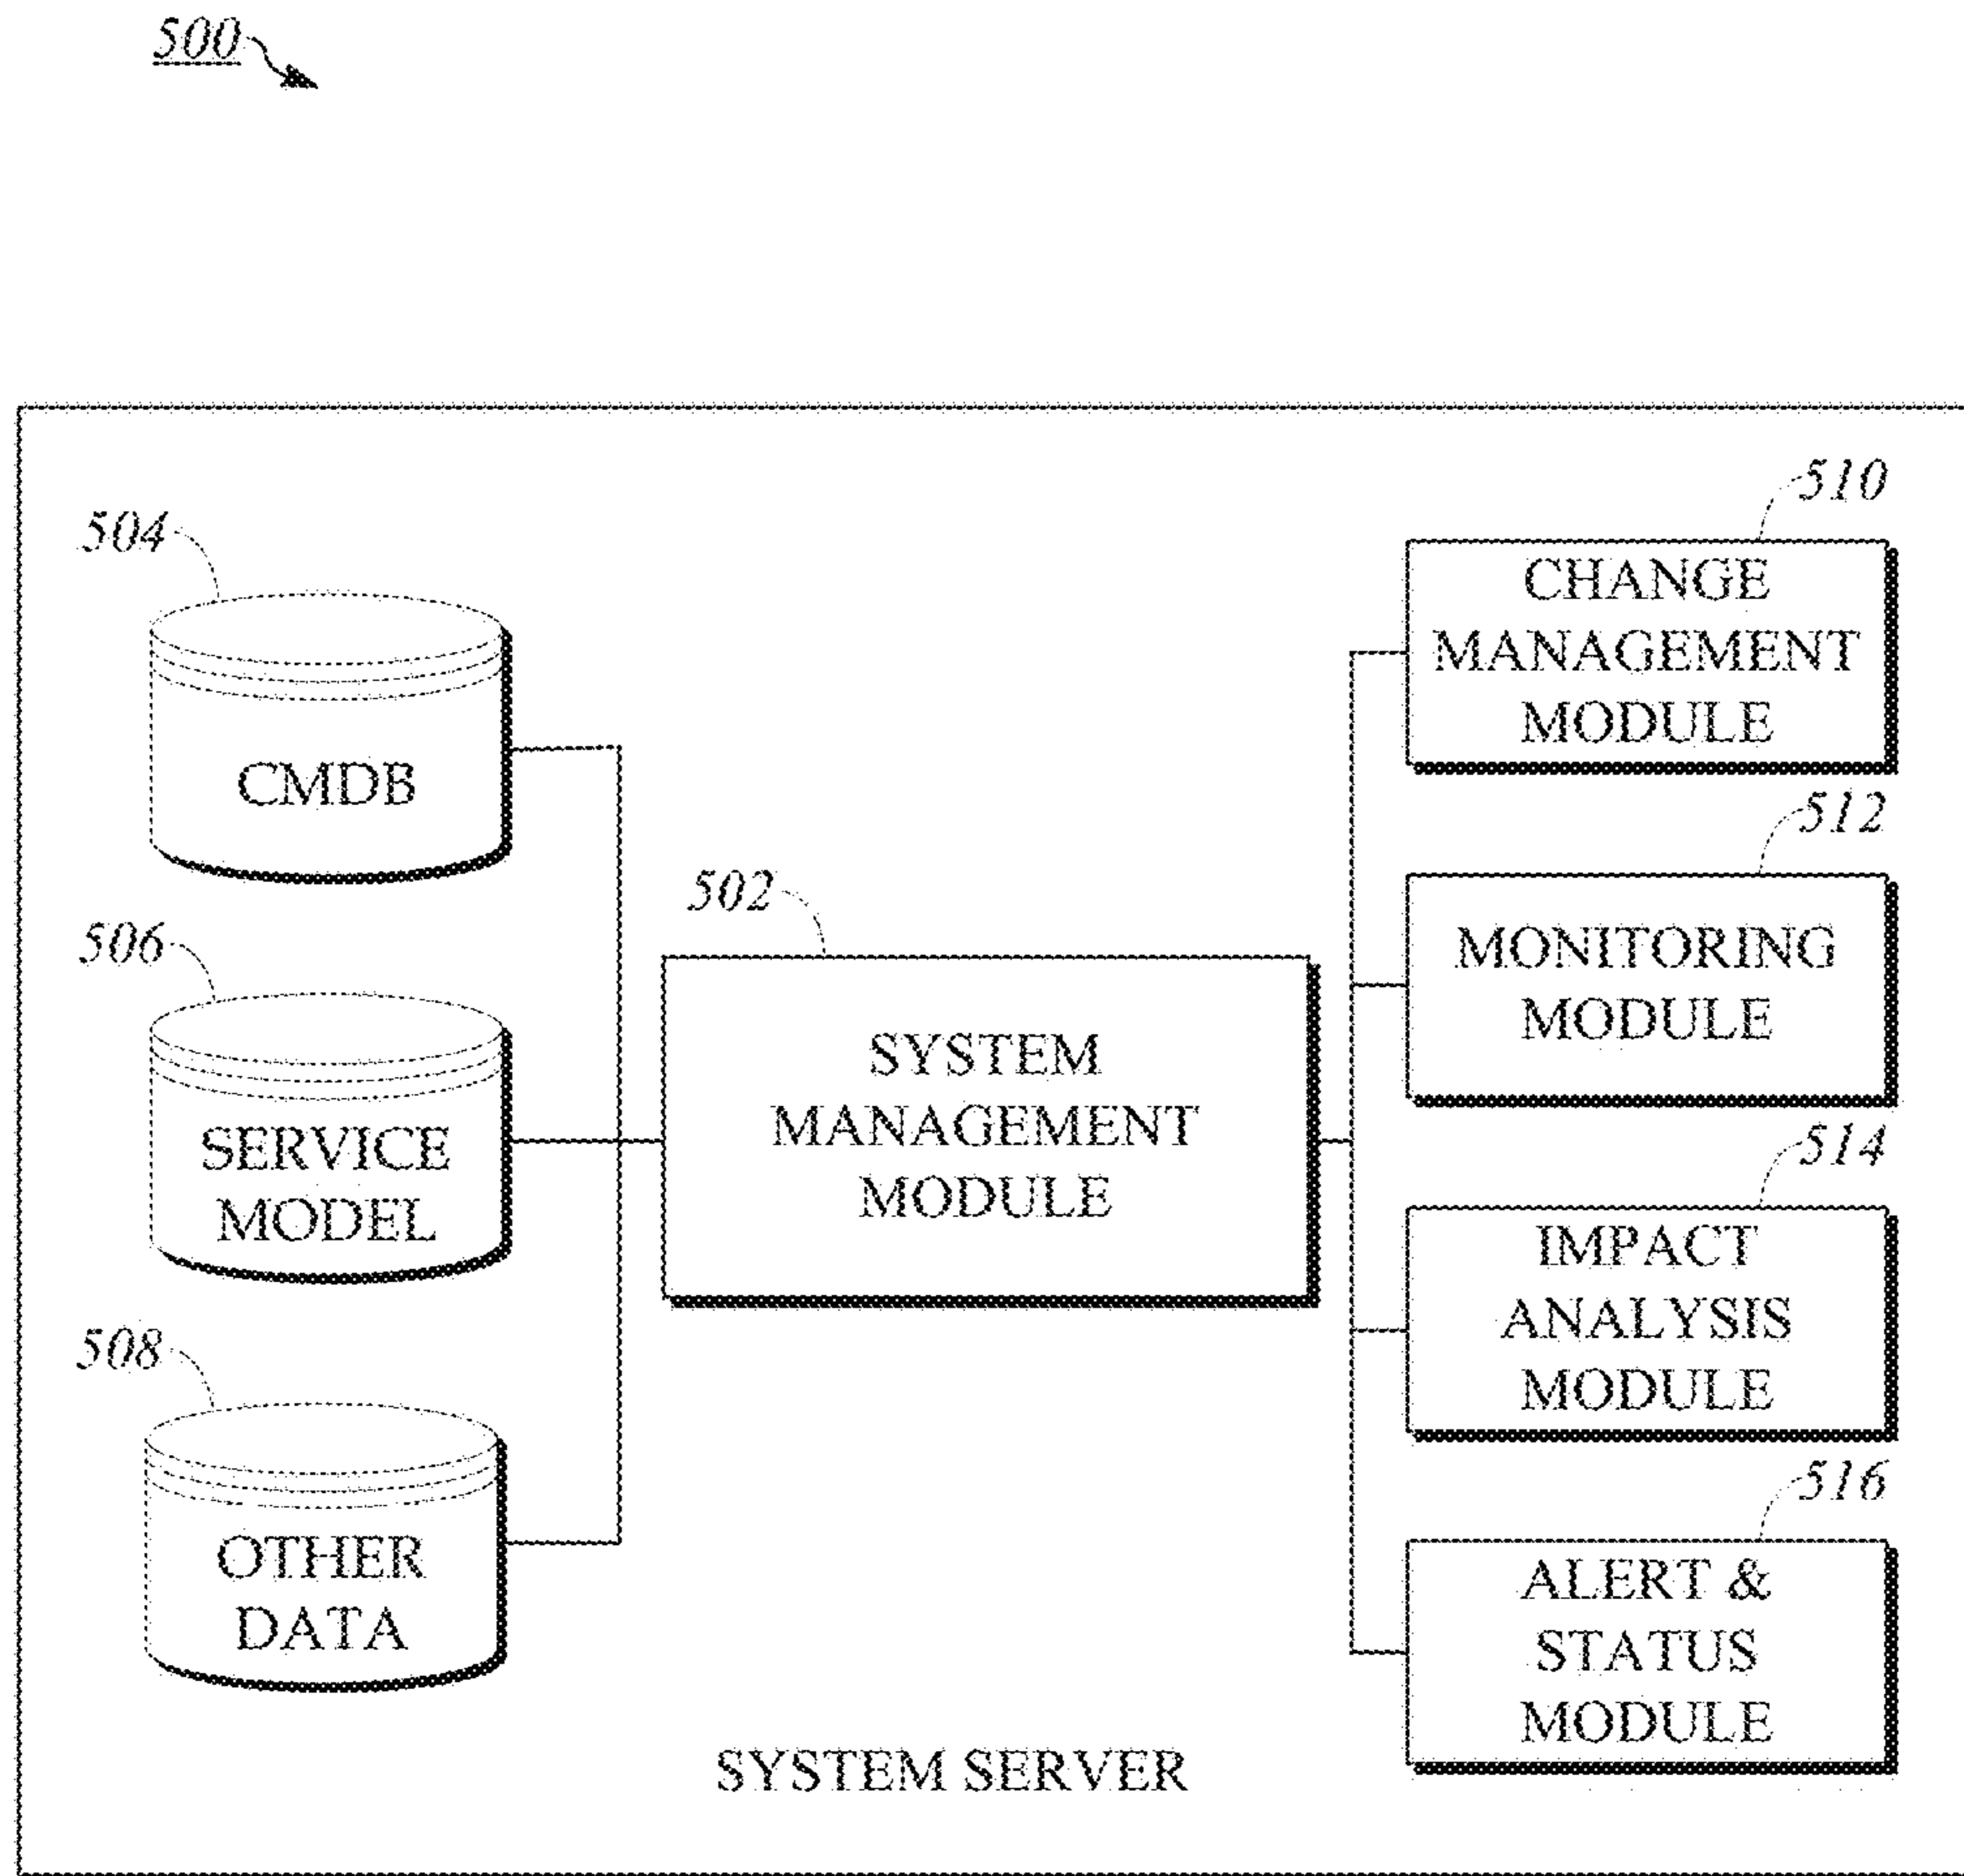 500
504
CMDB
506
SERVICE
MODEL
508
OTHER
DATA
502
SYSTEM
MANAGEMENT
MODULE
510
CHANGE
MANAGEMENT
MODULE
512
MONITORING
MODULE
514
IMPACT
ANALYSIS
MODULE
516
ALERT &
STATUS
MODULE
SYSTEM SERVER